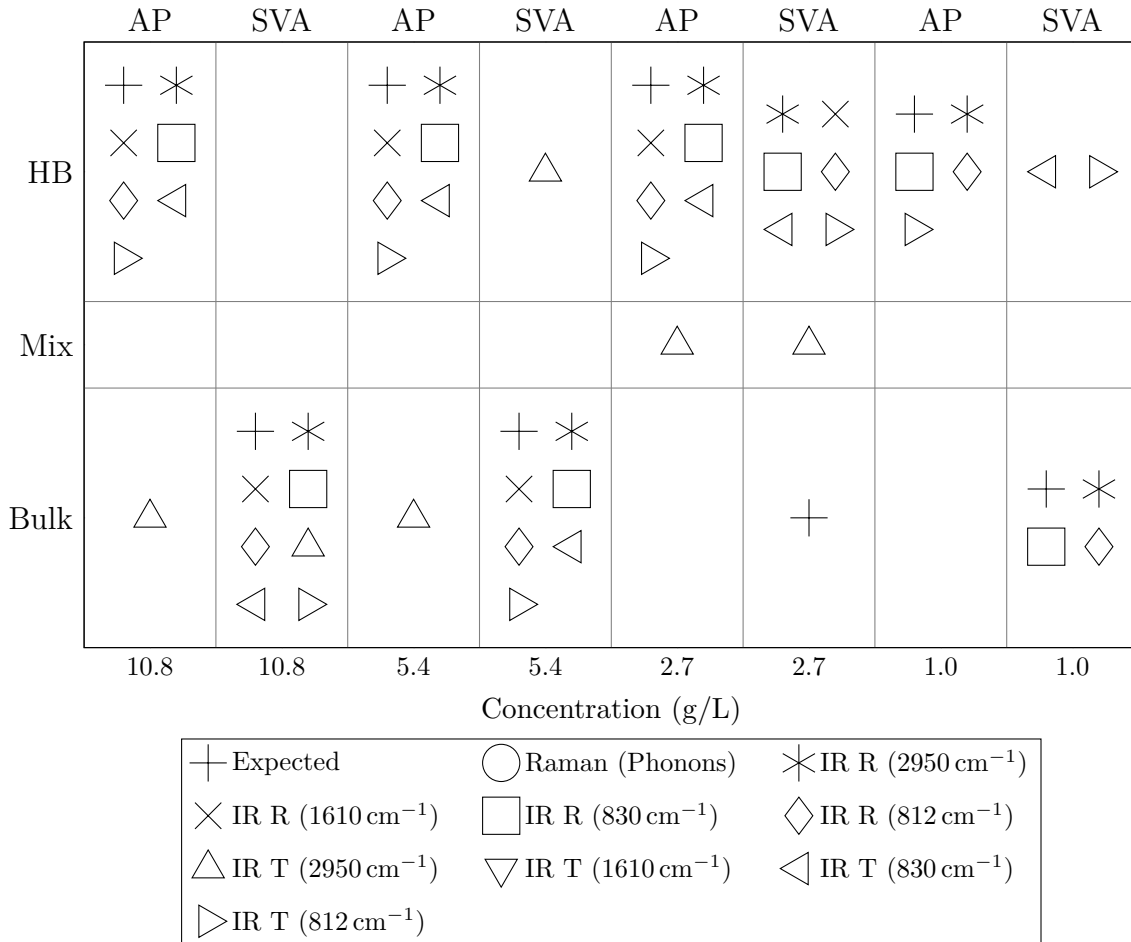 AP SVA AP SVA AP SVA AP SVA
HB
Mix
Bulk
10.8 10.8 5.4 5.4 2.7 2.7 1.0 1.0
Concentration (g/L)
Expected Raman (Phonons) IR R (2950 cm⁻¹)
IR R (1610 cm⁻¹) IR R (830 cm⁻¹) IR R (812 cm⁻¹)
IR T (2950 cm⁻¹) IR T (1610 cm⁻¹) IR T (830 cm⁻¹)
IR T (812 cm⁻¹)